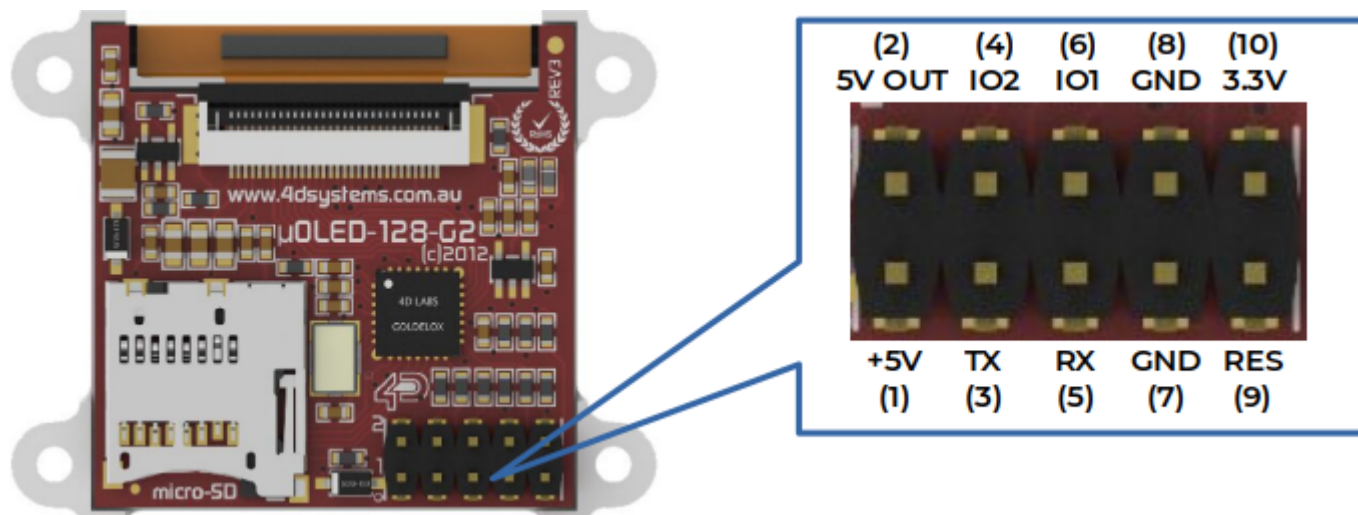 REV3
RoHS
www.4dsystems.com.au
µOLED-128-G2
(c)2012
4D LABS
GOLDELOX
4D
2
1
micro-SD
(2) (4) (6) (8) (10)
5V OUT IO2 IO1 GND 3.3V
+5V TX RX GND RES
(1) (3) (5) (7) (9)